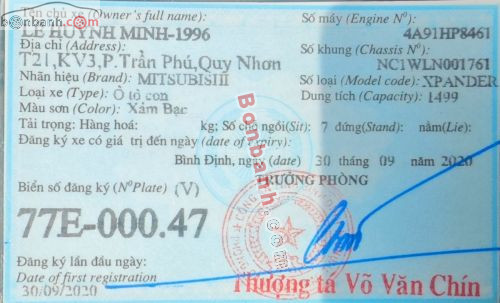 Tên chủ xe (Owner's full name): Số máy (Engine Nº):
bonbanh.com
LÊ HUỲNH MINH-1996 4A91HP8461
Địa chỉ (Address): Số khung (Chassis Nº):
T21,KV3,P.Trần Phú,Quy Nhơn NC1WLN001761
Nhãn hiệu (Brand): MITSUBISHI Số loại (Model code): XPANDER
Loại xe (Type): Ô tô con Dung tích (Capacity): 1499
Màu sơn (Color): Xám Bạc
Tải trọng: Hàng hoá: kg; Số chỗ ngồi(Sit): 7 đứng(Stand): nằm(Lie):
Đăng ký xe có giá trị đến ngày (date of expiry):
Bonbanh.com
Bình Định, ngày (date) 30 tháng 09 năm 2020
Biển số đăng ký (NºPlate) (V) TRƯỞNG PHÒNG
77E-000.47
Đăng ký lần đầu ngày:
Date of first registration
30/09/2020
Thượng tá Võ Văn Chín